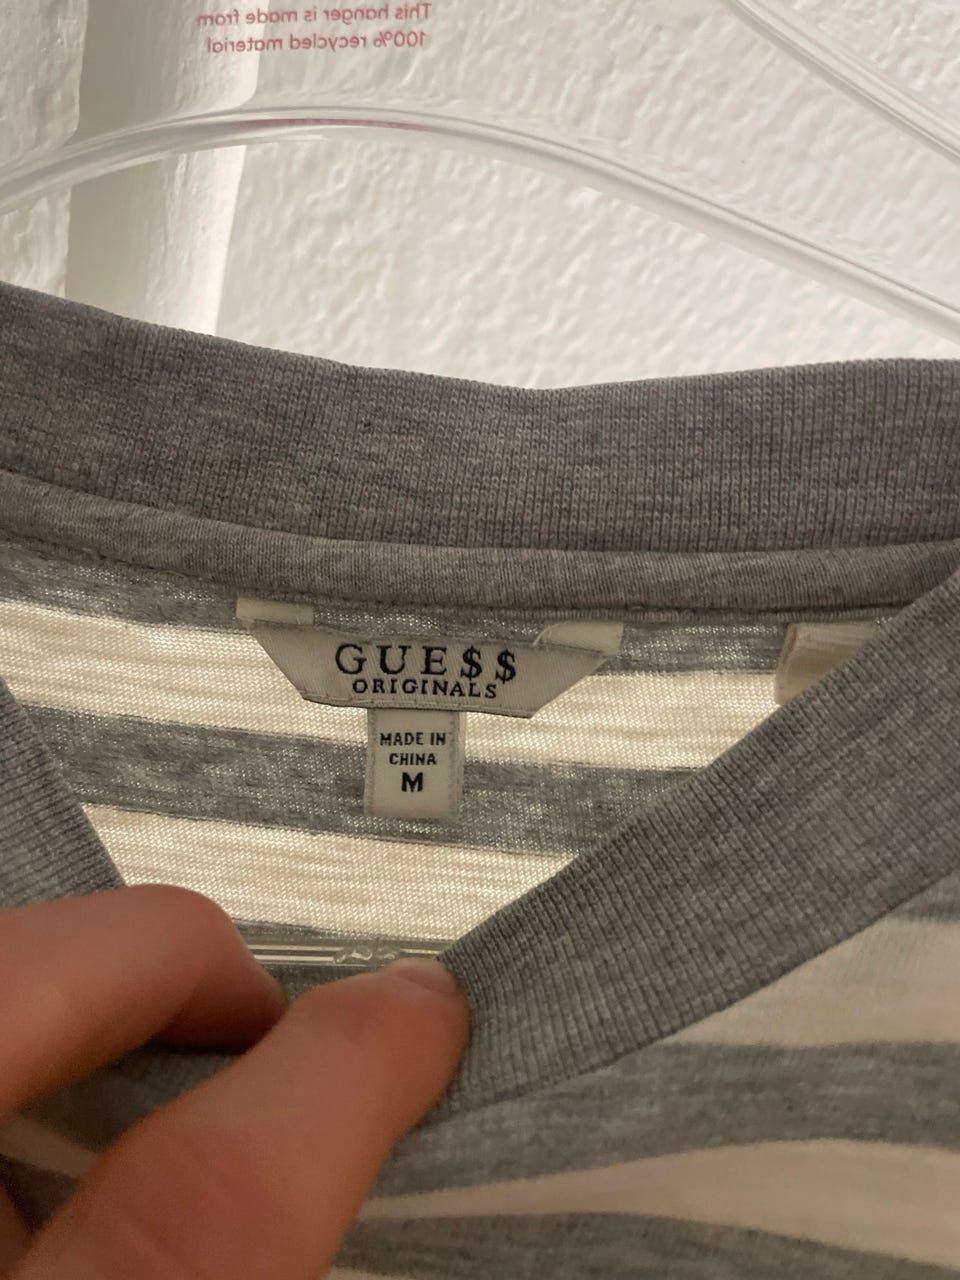 This hanger is made from
100% recycled material
GUE$$
ORIGINALS
MADE IN
CHINA
M